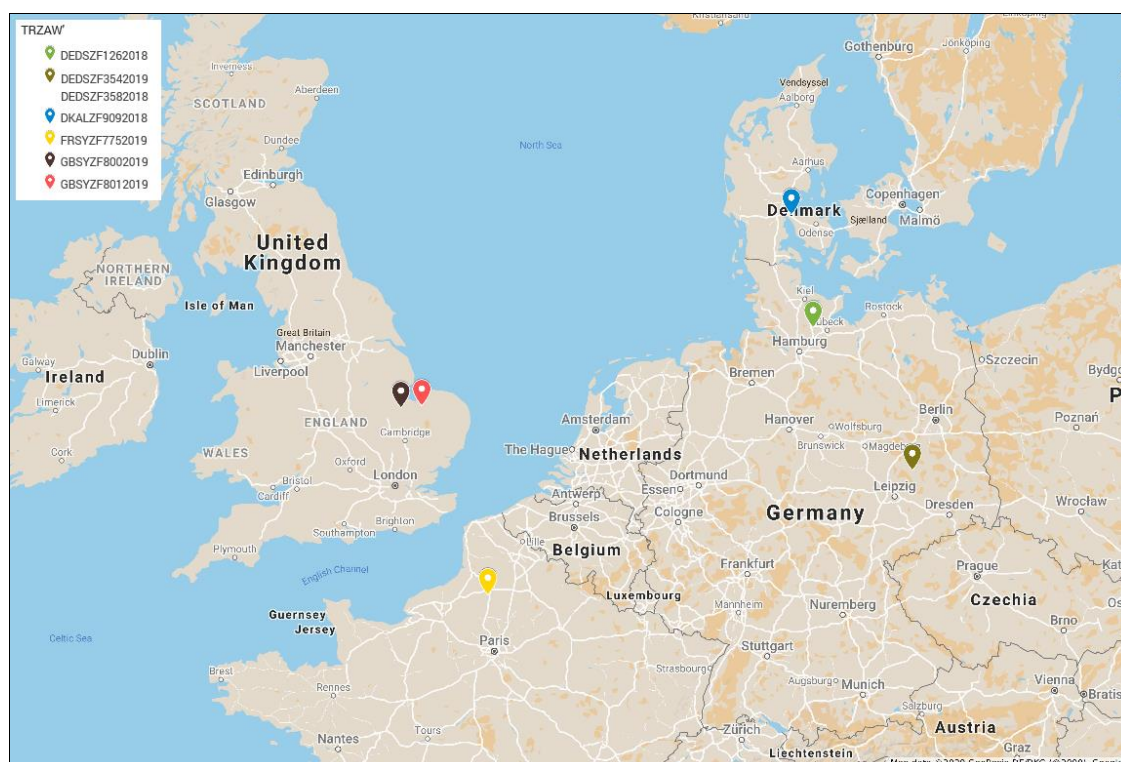 TRZAW'
DEDSZF1262018
DEDSZF3542019
DEDSZF3582018
DKALZF9092018
FRSYZF7752019
GBSYZF8002019
GBSYZF8012019
Kristiansund
Linköping
Gothenburg
Jönköping
Inverness
Aberdeen
SCOTLAND
Vendsyssel
Aalborg
Dundee
North Sea
Aarhus
Edinburgh
Glasgow
Copenhagen
Denmark
Malmö
Sjælland
Odense
United
Kingdom
NORTHERN
IRELAND
Isle of Man
Kiel
Rostock
Lübeck
Hamburg
Great Britain
Manchester
Dublin
Galway
Ireland
Liverpool
Szczecin
Bremen
Limerick
Amsterdam
Hanover
Wolfsburg
Berlin
Poznań
ENGLAND
Cambridge
Brunswick
Magdeburg
Cork
WALES
Oxford
The Hague
Netherlands
London
Dortmund
Essen
Leipzig
Bristol
Cardiff
Antwerp
Dresden
Wrocław
Cologne
Germany
Southampton
Brighton
Brussels
Lille
Belgium
Plymouth
English Channel
Frankfurt
Prague
Luxembourg
Czechia
Guernsey
Jersey
Mannheim
Nuremberg
Brno
Celtic Sea
Paris
Stuttgart
Strasbourg
Brest
Rennes
Augsburg
Munich
Vienna
Salzburg
Tours
Zürich
Austria
Nantes
Liechtenstein
Graz